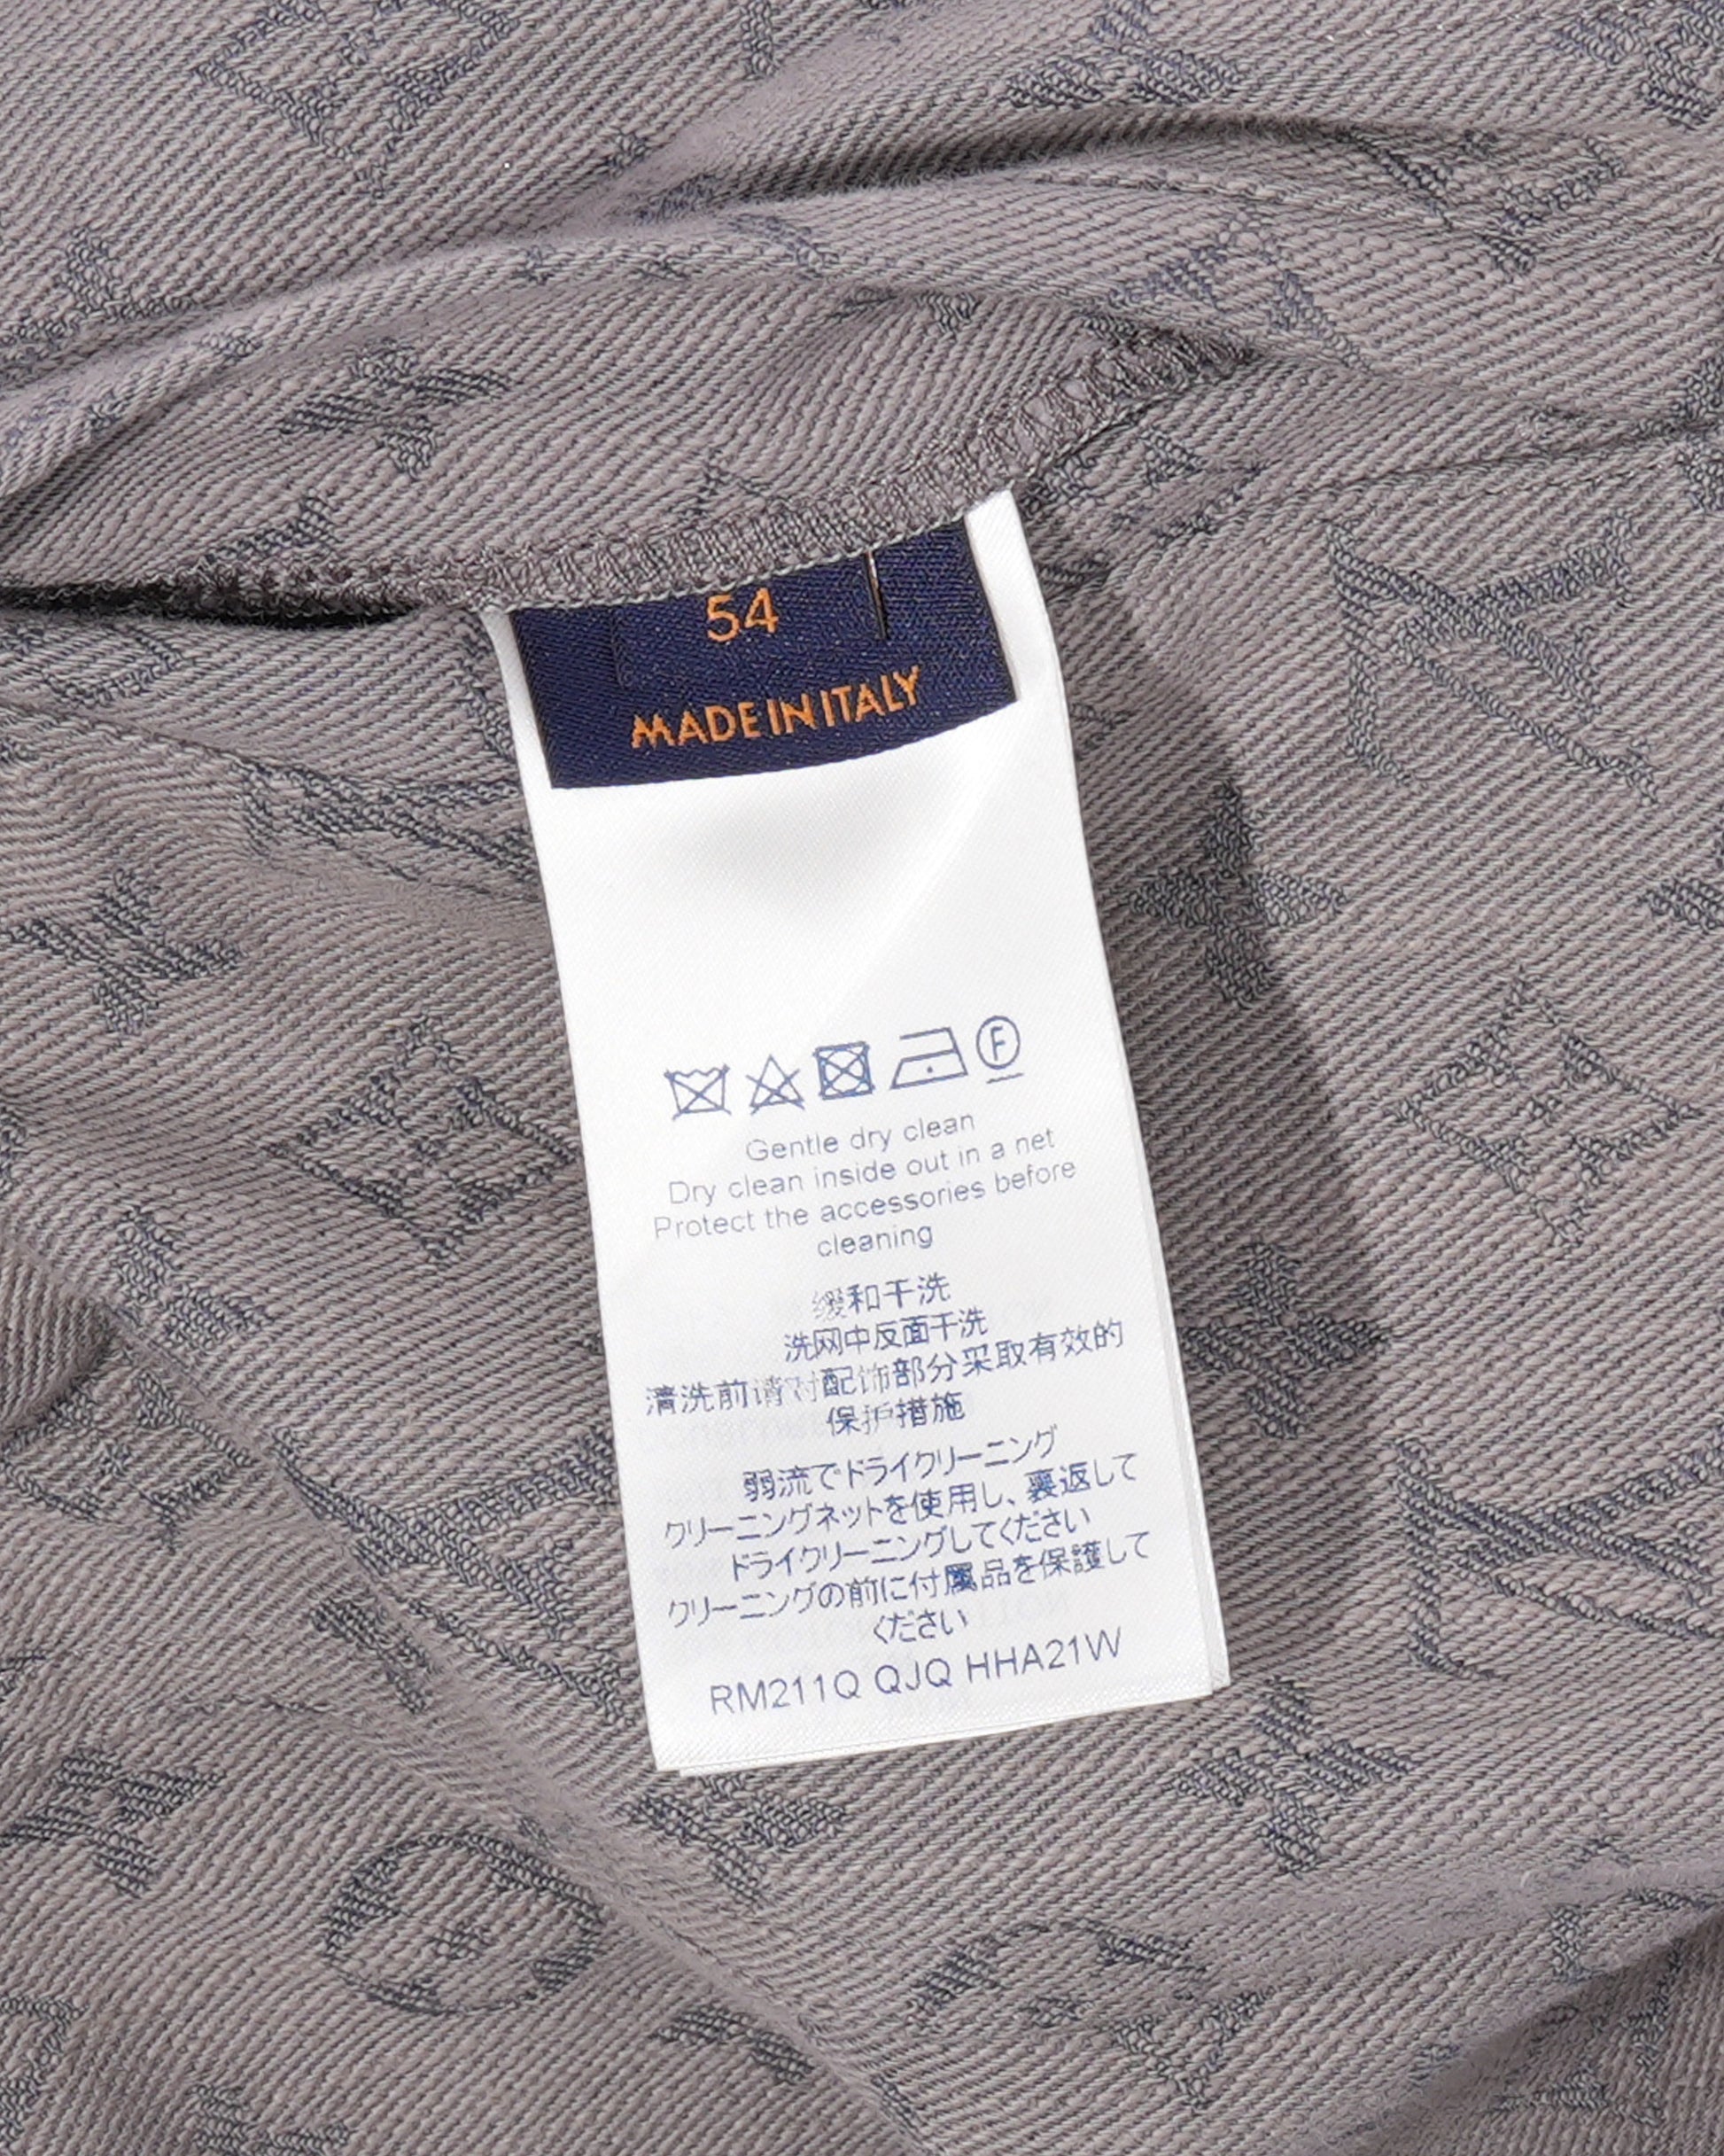 54
MADE IN ITALY
F
Gentle dry clean
Dry clean inside out in a net
Protect the accessories before
cleaning
缓和干洗
洗网中反面干洗
清洗前请对配饰部分采取有效的
保护措施
弱流でドライクリーニング
クリーニングネットを使用し、裏返して
ドライクリーニングしてください
クリーニングの前に付属品を保護して
ください
RM211Q QJQ HHA21W